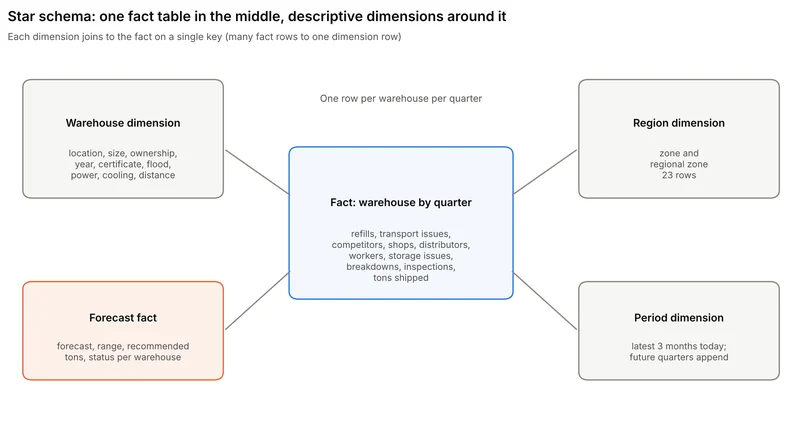 Star schema: one fact table in the middle, descriptive dimensions around it
Each dimension joins to the fact on a single key (many fact rows to one dimension row)
One row per warehouse per quarter
Warehouse dimension
location, size, ownership,
year, certificate, flood,
power, cooling, distance
Region dimension
zone and
regional zone
23 rows
Fact: warehouse by quarter
refills, transport issues,
competitors, shops, distributors,
workers, storage issues,
breakdowns, inspections,
tons shipped
Forecast fact
forecast, range, recommended
tons, status per warehouse
Period dimension
latest 3 months today;
future quarters append